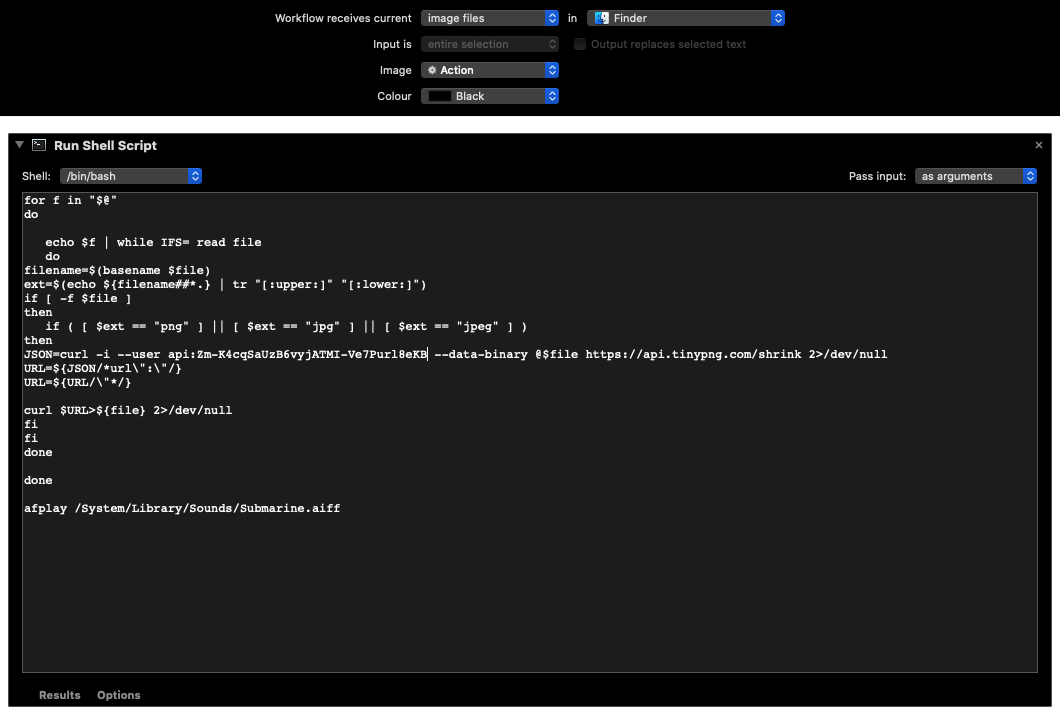 Workflow receives current image files in Finder
Input is entire selection Output replaces selected text
Image Action
Colour Black
Run Shell Script
Shell: /bin/bash Pass input: as arguments
for f in "$@"
do
echo $f | while IFS= read file
do
filename=$(basename $file)
ext=$(echo ${filename##*.} | tr "[:upper:]" "[:lower:]")
if [ -f $file ]
then
if ( [ $ext == "png" ] || [ $ext == "jpg" ] || [ $ext == "jpeg" ] )
then
JSON=curl -i --user api:Zm-K4cqSaUzB6vyjATMI-Ve7Purl8eKB --data-binary @$file https://api.tinypng.com/shrink 2>/dev/null
URL=${JSON/*url\":\"/}
URL=${URL/\"*/}
curl $URL>${file} 2>/dev/null
fi
fi
done
done
afplay /System/Library/Sounds/Submarine.aiff
Results Options